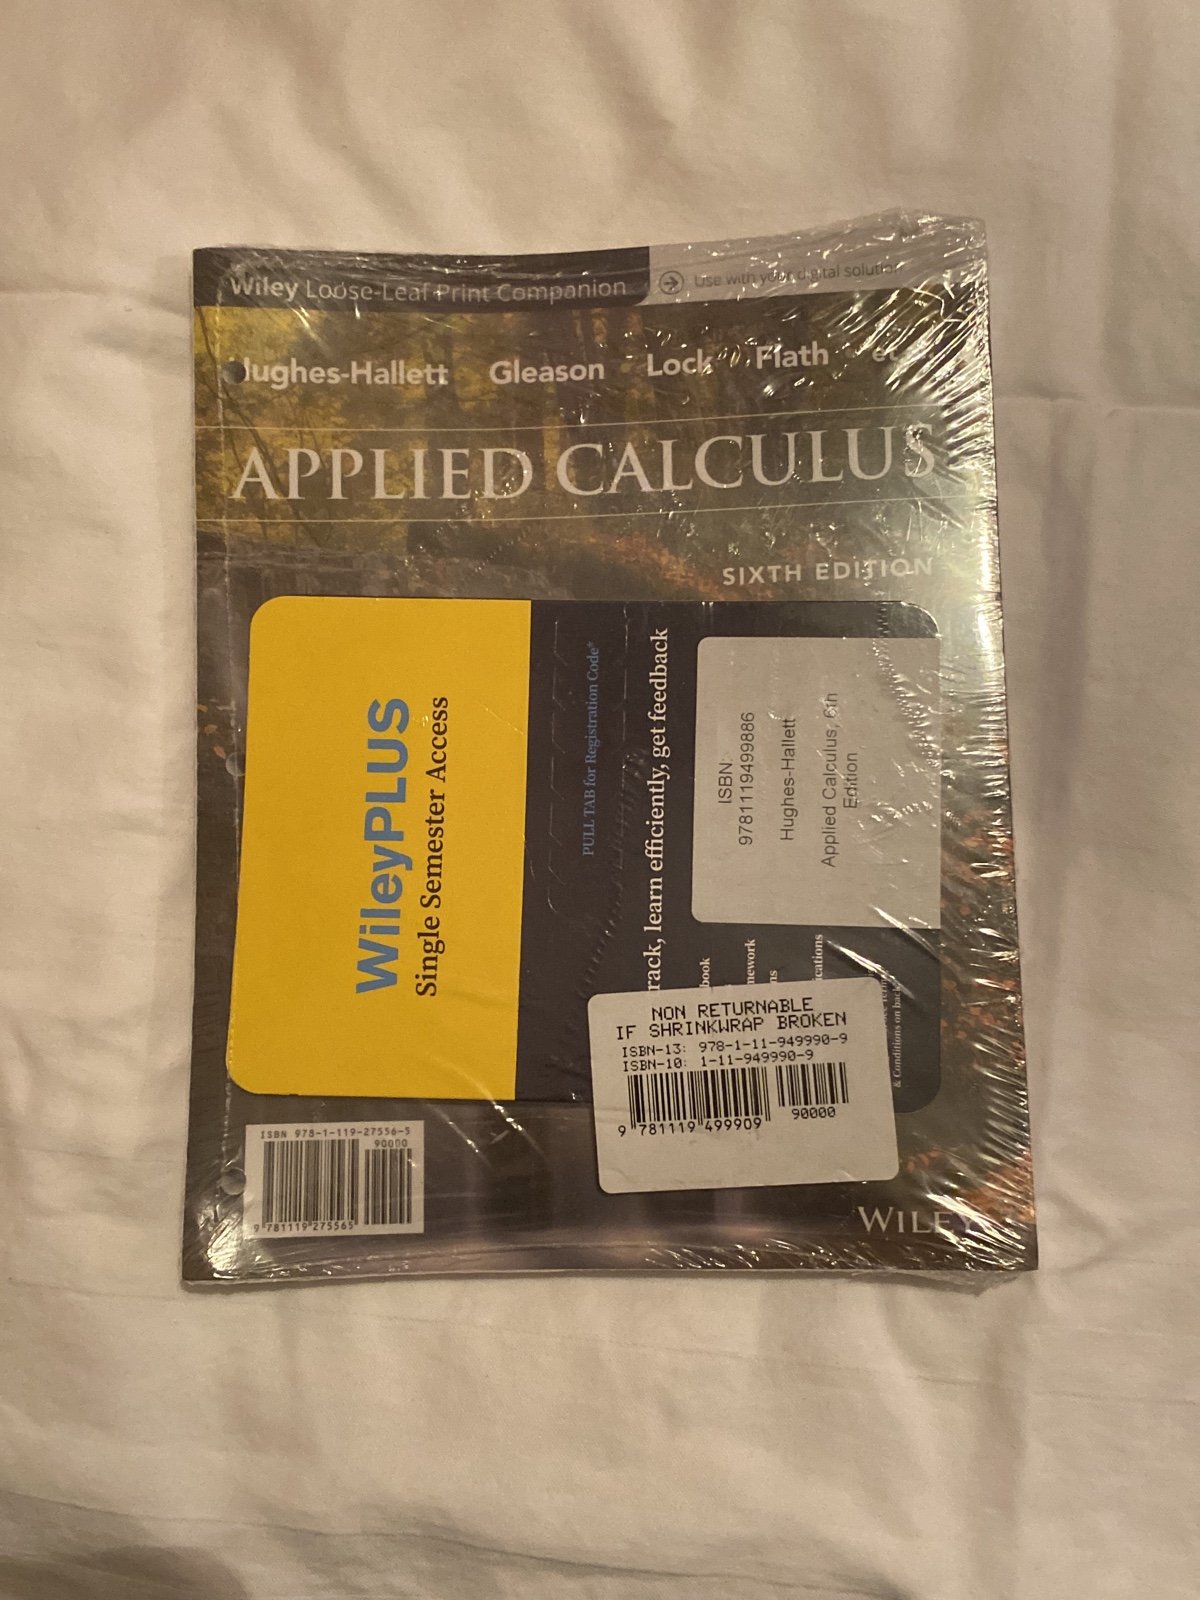 Wiley Loose-Leaf Print Companion
Use with your digital solution
Hughes-Hallett Gleason Lock Flath
APPLIED CALCULUS
SIXTH EDITION
WileyPLUS
Single Semester Access
PULL TAB for Registration Code*
learn efficiently, get feedback
ISBN:
9781119499886
Hughes-Hallett
Applied Calculus, 6th
Edition
& Conditions on back
NON RETURNABLE
IF SHRINKWRAP BROKEN
ISBN-13: 978-1-11-949990-9
ISBN-10: 1-11-949990-9
90000
9 781119 499909
ISBN 978-1-119-27556-5
90000
9 781119 275565
WILEY